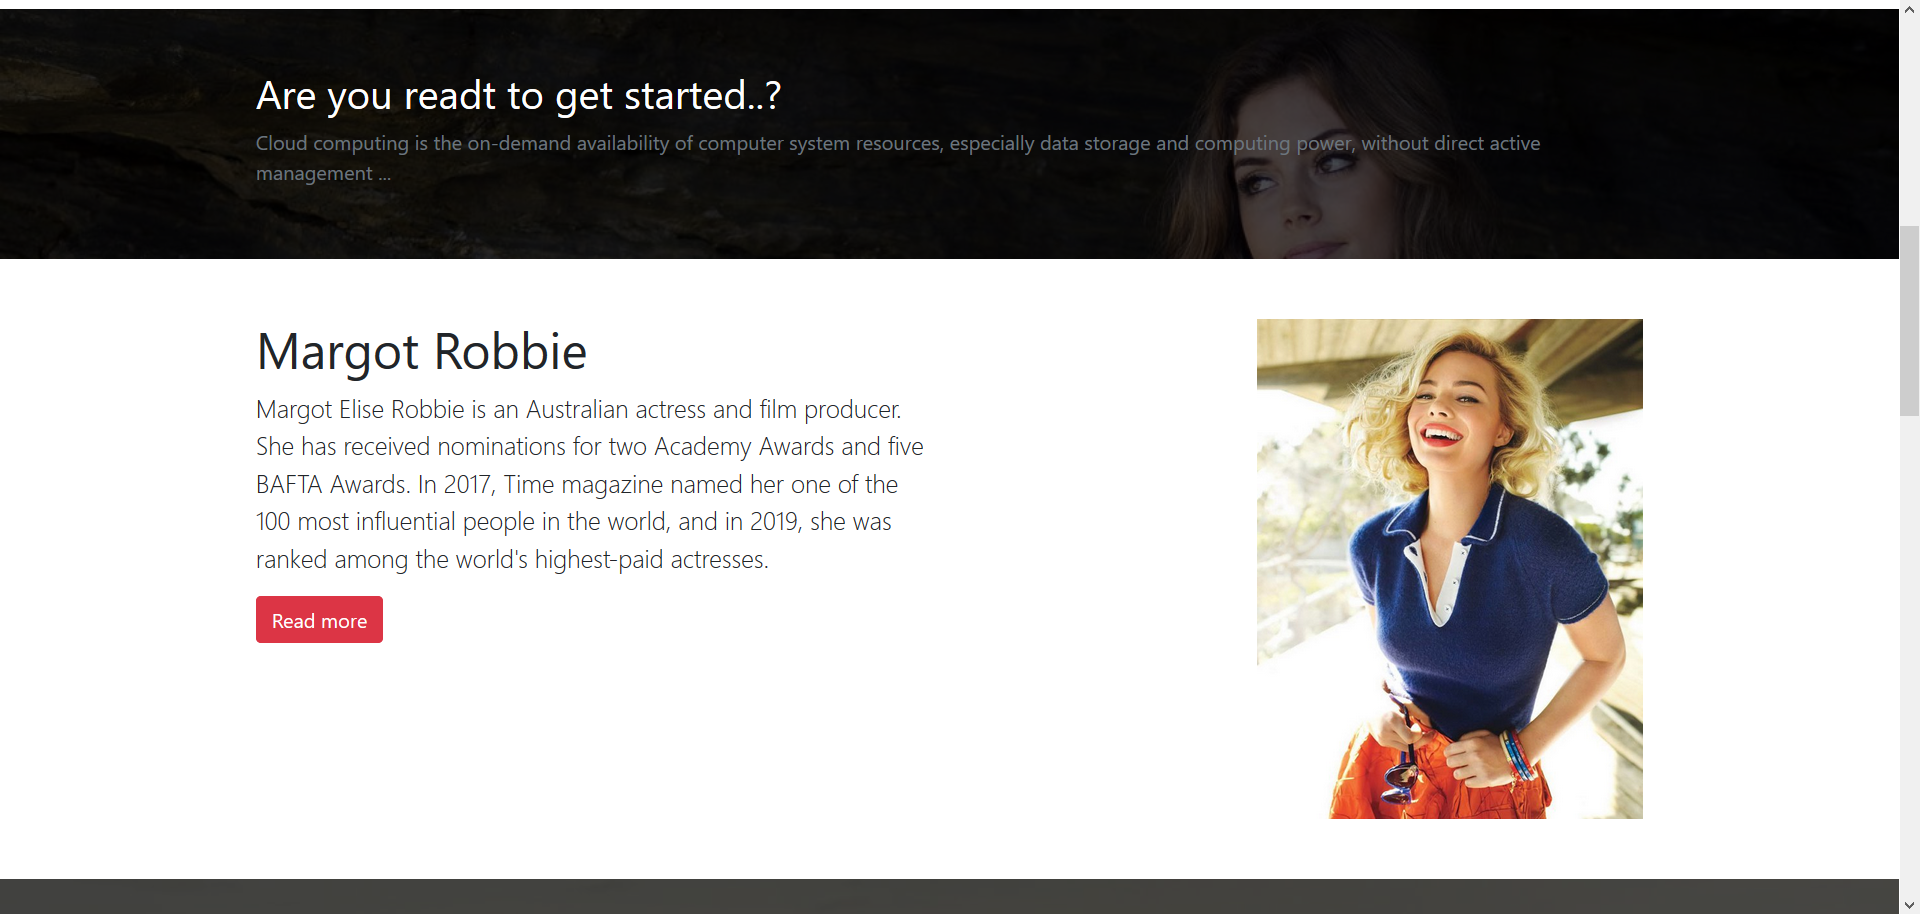 Are you readt to get started..?
Cloud computing is the on-demand availability of computer system resources, especially data storage and computing power, without direct active
management ...
Margot Robbie
Margot Elise Robbie is an Australian actress and film producer.
She has received nominations for two Academy Awards and five
BAFTA Awards. In 2017, Time magazine named her one of the
100 most influential people in the world, and in 2019, she was
ranked among the world's highest-paid actresses.
Read more